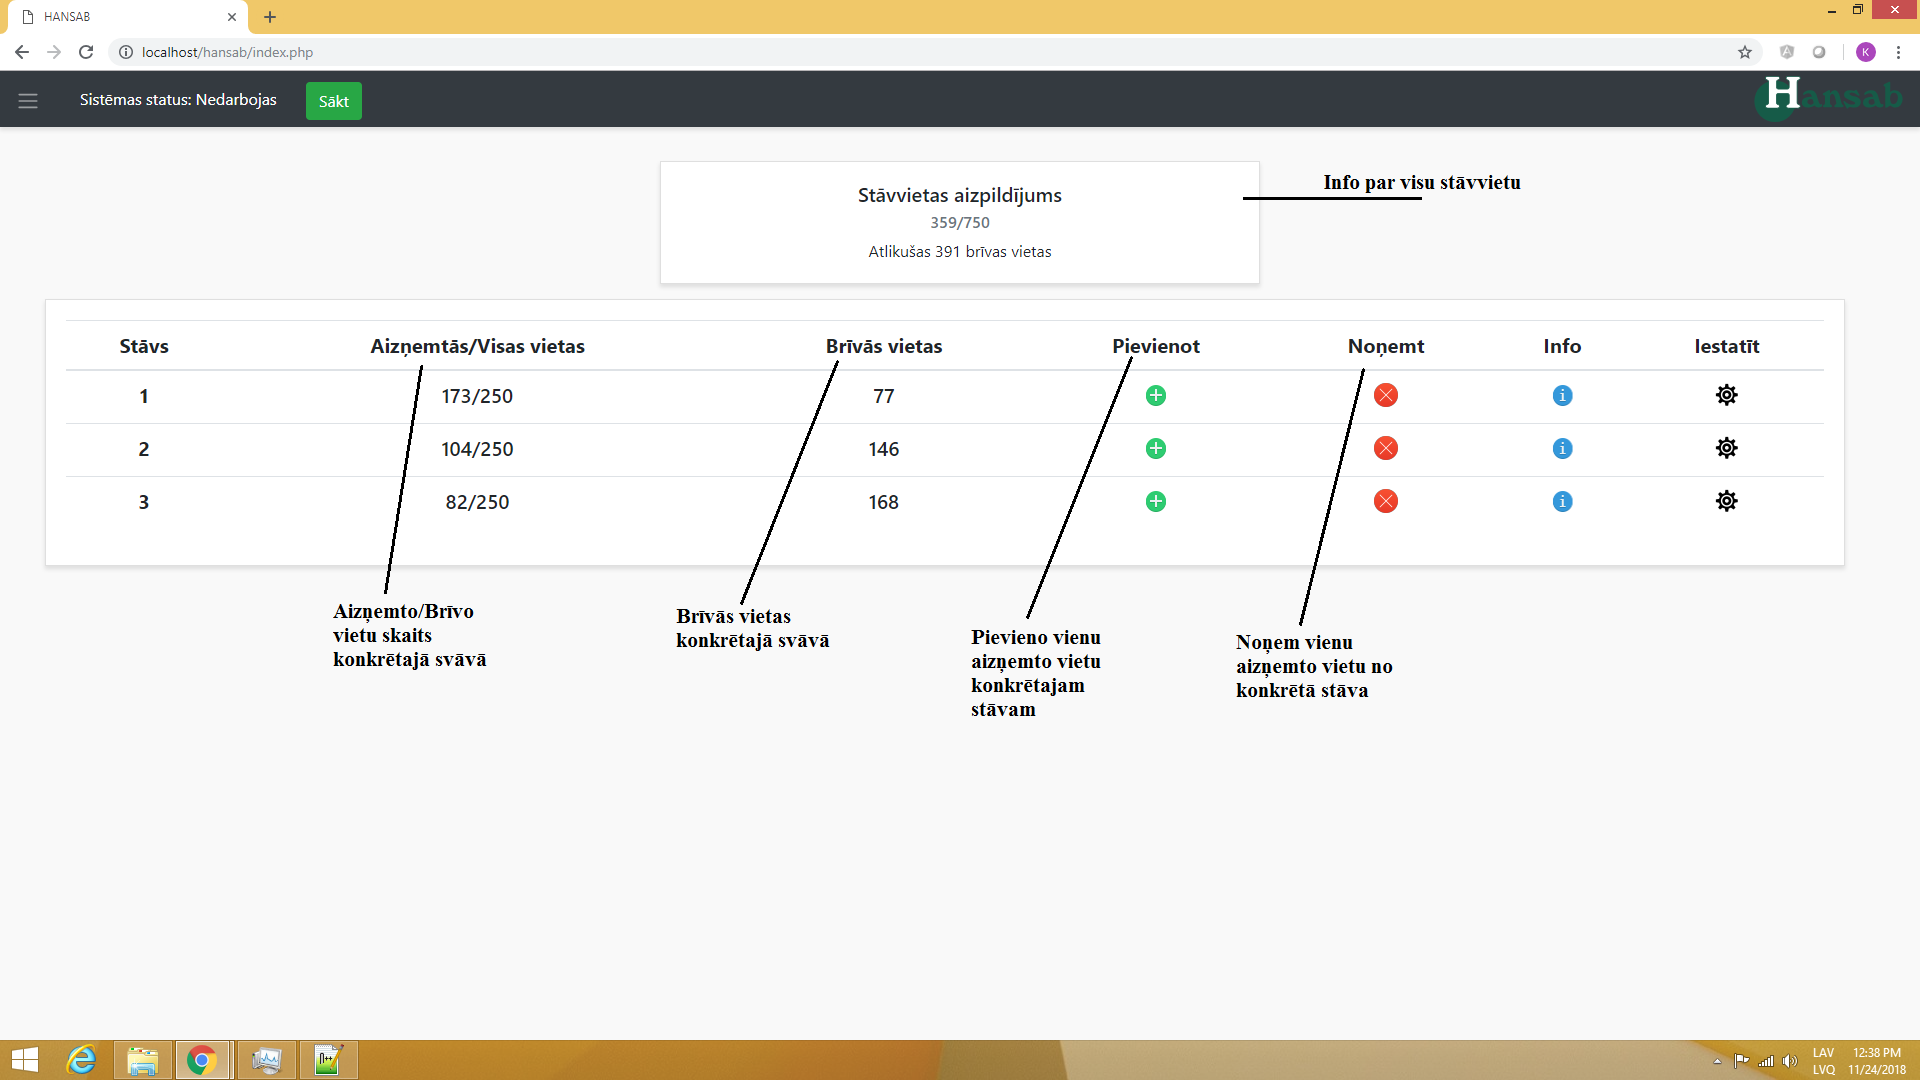 HANSAB
localhost/hansab/index.php
K
Sistēmas status: Nedarbojas
Sākt
Hansab
Stāvvietas aizpildījums
359/750
Atlikušas 391 brīvas vietas
Info par visu stāvvietu
Stāvs Aizņemtās/Visas vietas Brīvās vietas Pievienot Noņemt Info Iestatīt
1 173/250 77
2 104/250 146
3 82/250 168
Aizņemto/Brīvo
vietu skaits
konkrētajā svāvā
Brīvās vietas
konkrētajā svāvā
Pievieno vienu
aizņemto vietu
konkrētajam
stāvam
Noņem vienu
aizņemto vietu no
konkrētā stāva
LAV 12:38 PM
LVQ 11/24/2018